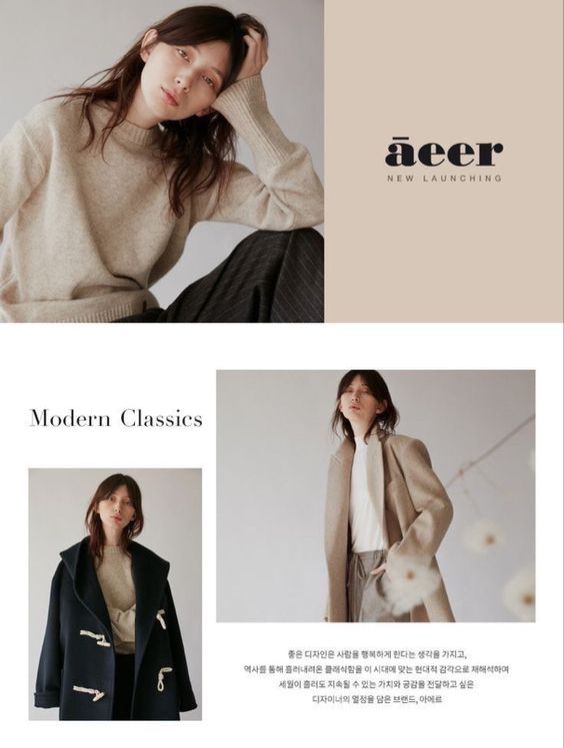 āeer
NEW LAUNCHING
Modern Classics
좋은 디자인은 사람을 행복하게 한다는 생각을 가지고,
역사를 통해 흘러내려온 클래식함을 이 시대에 맞는 현대적 감각으로 재해석하여
세월이 흘러도 지속될 수 있는 가치와 공감을 전달하고 싶은
디자이너의 열정을 담은 브랜드, 아에르